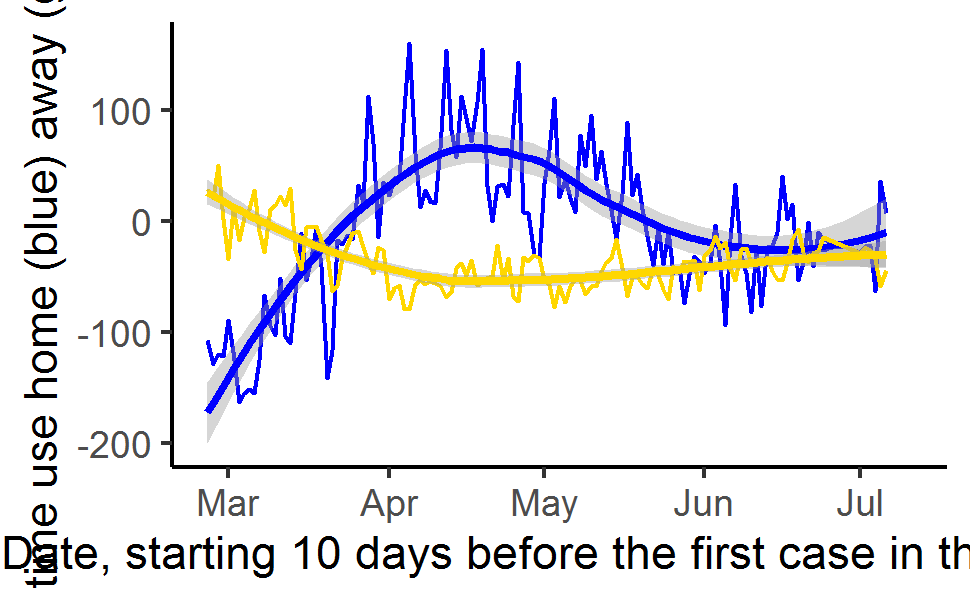 time use home (blue) away (
100
0
-100
-200
Mar Apr May Jun Jul
Date, starting 10 days before the first case in th